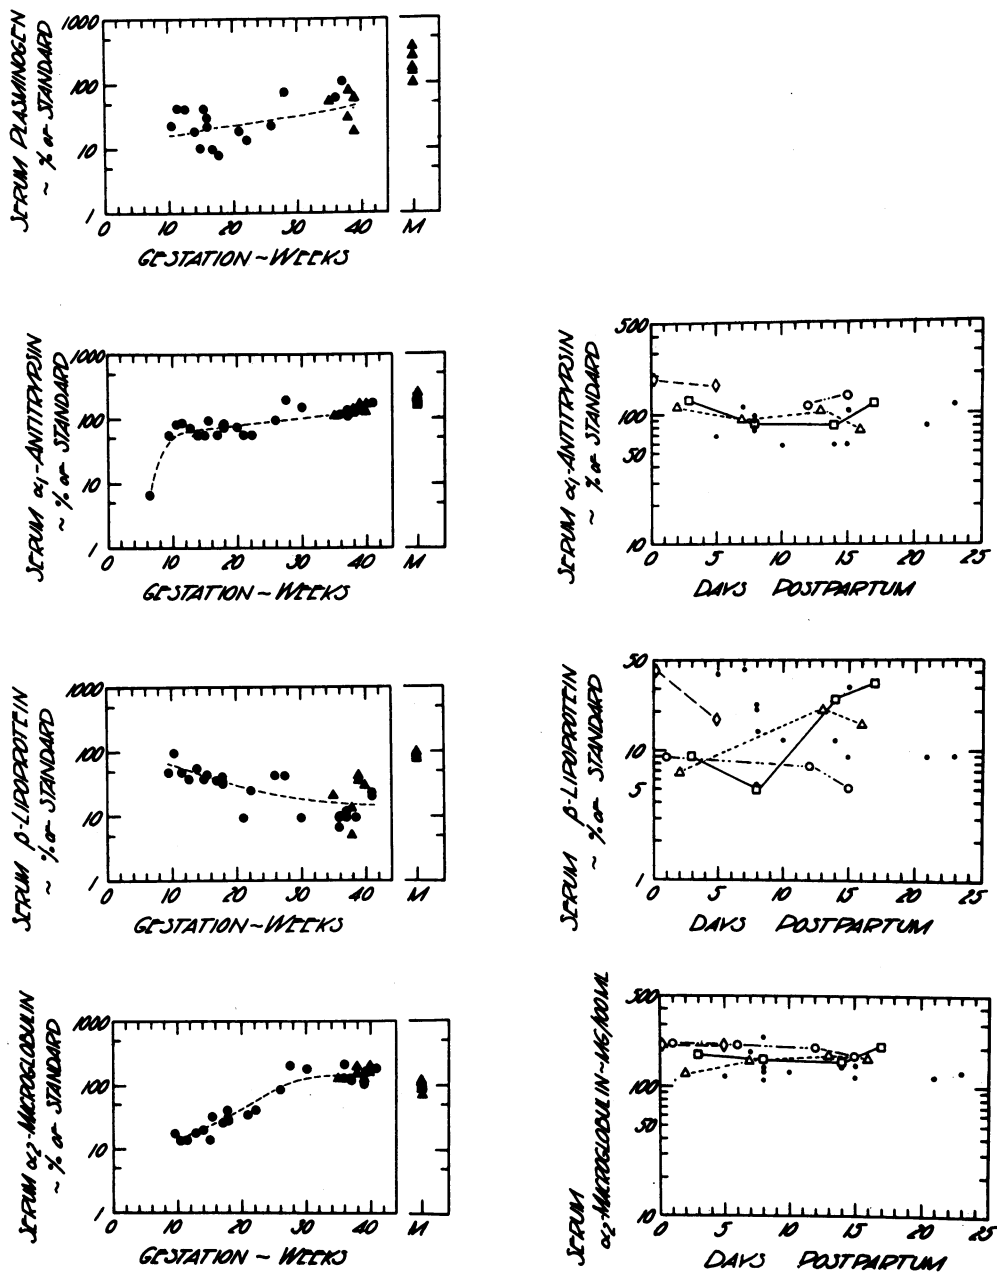 SERUM PLASMINOGEN
~ % OF STANDARD
1000
100
10
1
0 10 20 30 40 M
GESTATION ~ WEEKS
SERUM α1-ANTITRYPSIN
~ % OF STANDARD
1000
100
10
1
0 10 20 30 40 M
GESTATION ~ WEEKS
SERUM α1-ANTITRYPSIN
~ % OF STANDARD
500
100
50
10
0 5 10 15 20 25
DAYS POSTPARTUM
SERUM β-LIPOPROTEIN
~ % OF STANDARD
1000
100
10
1
0 10 20 30 40 M
GESTATION ~ WEEKS
SERUM β-LIPOPROTEIN
~ % OF STANDARD
50
10
5
1
0 5 10 15 20 25
DAYS POSTPARTUM
SERUM α2-MACROGLOBULIN
~ % OF STANDARD
1000
100
10
1
0 10 20 30 40 M
GESTATION ~ WEEKS
SERUM
α2-MACROGLOBULIN ~ MG/100ML
500
100
50
10
0 5 10 15 20 25
DAYS POSTPARTUM